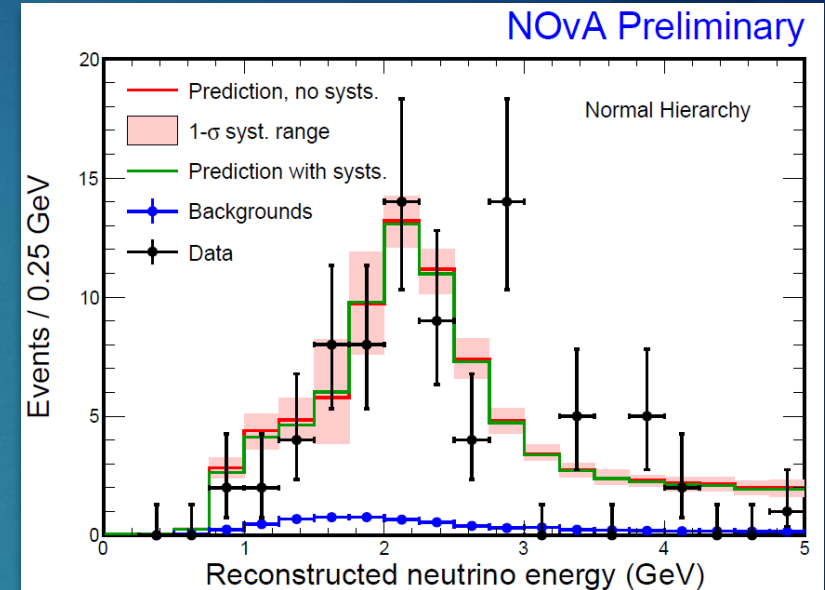 NOvA Preliminary
20
Prediction, no systs.
Normal Hierarchy
1-σ syst. range
Prediction with systs.
15
Backgrounds
Data
10
5
0
Events / 0.25 GeV
0 1 2 3 4 5
Reconstructed neutrino energy (GeV)